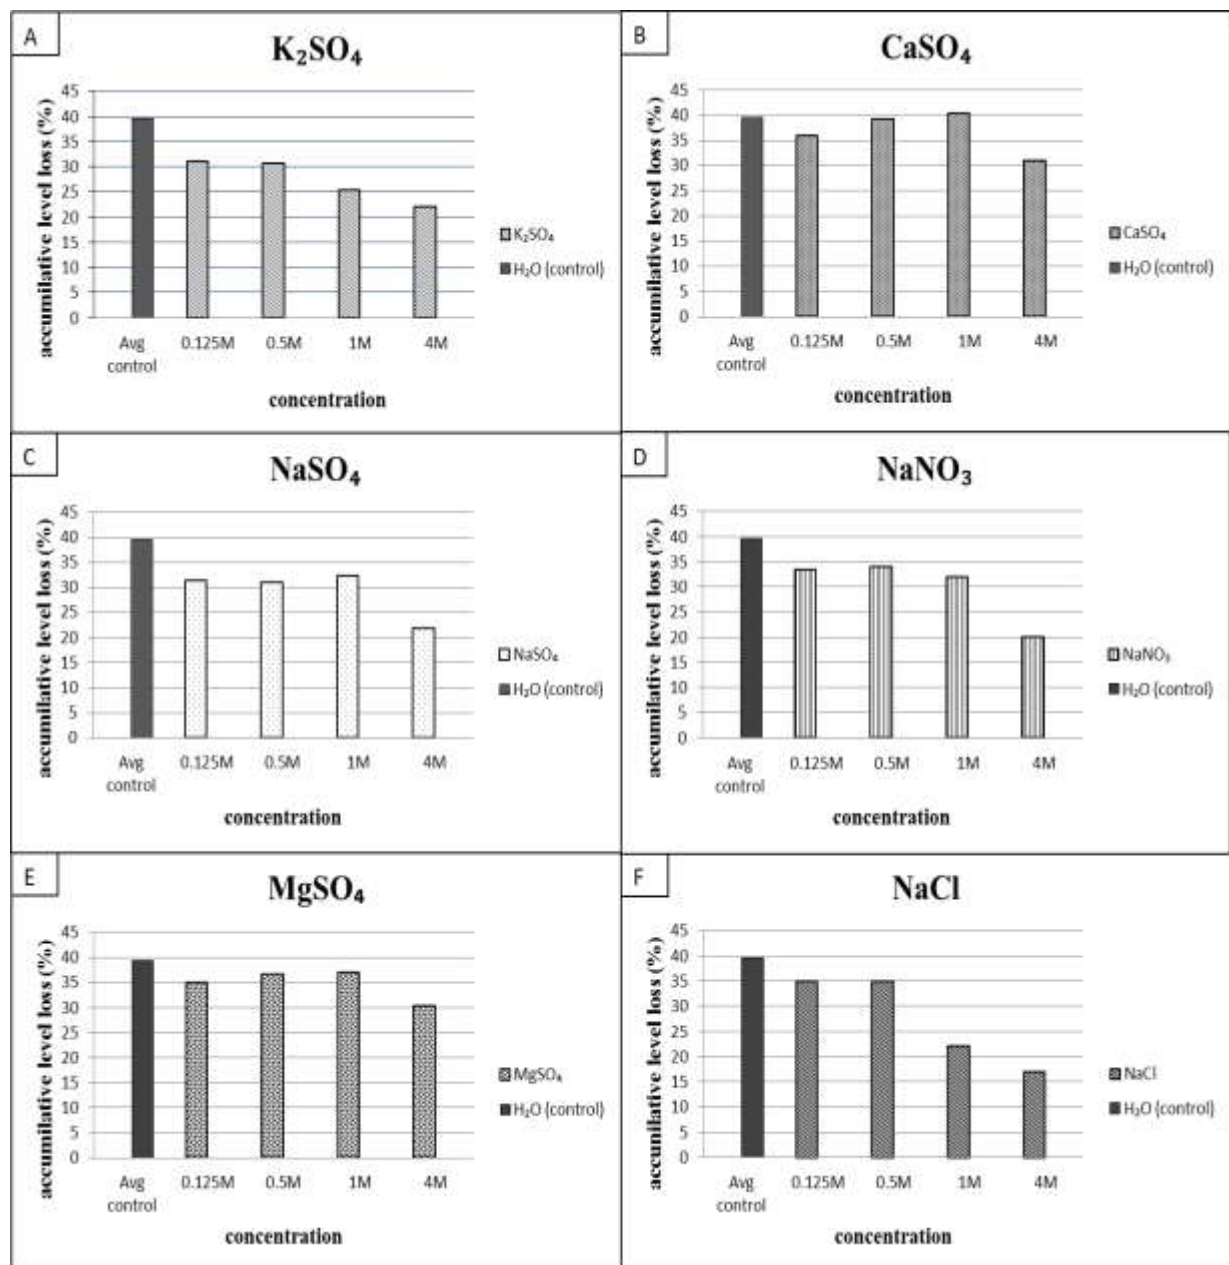 A
K₂SO₄
accumilative level loss (%)
45
40
35
30
25
20
15
10
5
0
Avg control
0.125M
0.5M
1M
4M
concentration
K₂SO₄
H₂O (control)
B
CaSO₄
accumilative level loss (%)
45
40
35
30
25
20
15
10
5
0
Avg control
0.125M
0.5M
1M
4M
concentration
CaSO₄
H₂O (control)
C
NaSO₄
accumilative level loss (%)
45
40
35
30
25
20
15
10
5
0
Avg control
0.125M
0.5M
1M
4M
concentration
NaSO₄
H₂O (control)
D
NaNO₃
accumilative level loss (%)
45
40
35
30
25
20
15
10
5
0
Avg control
0.125M
0.5M
1M
4M
concentration
NaNO₃
H₂O (control)
E
MgSO₄
accumilative level loss (%)
45
40
35
30
25
20
15
10
5
0
Avg control
0.125M
0.5M
1M
4M
concentration
MgSO₄
H₂O (control)
F
NaCl
accumilative level loss (%)
45
40
35
30
25
20
15
10
5
0
Avg control
0.125M
0.5M
1M
4M
concentration
NaCl
H₂O (control)